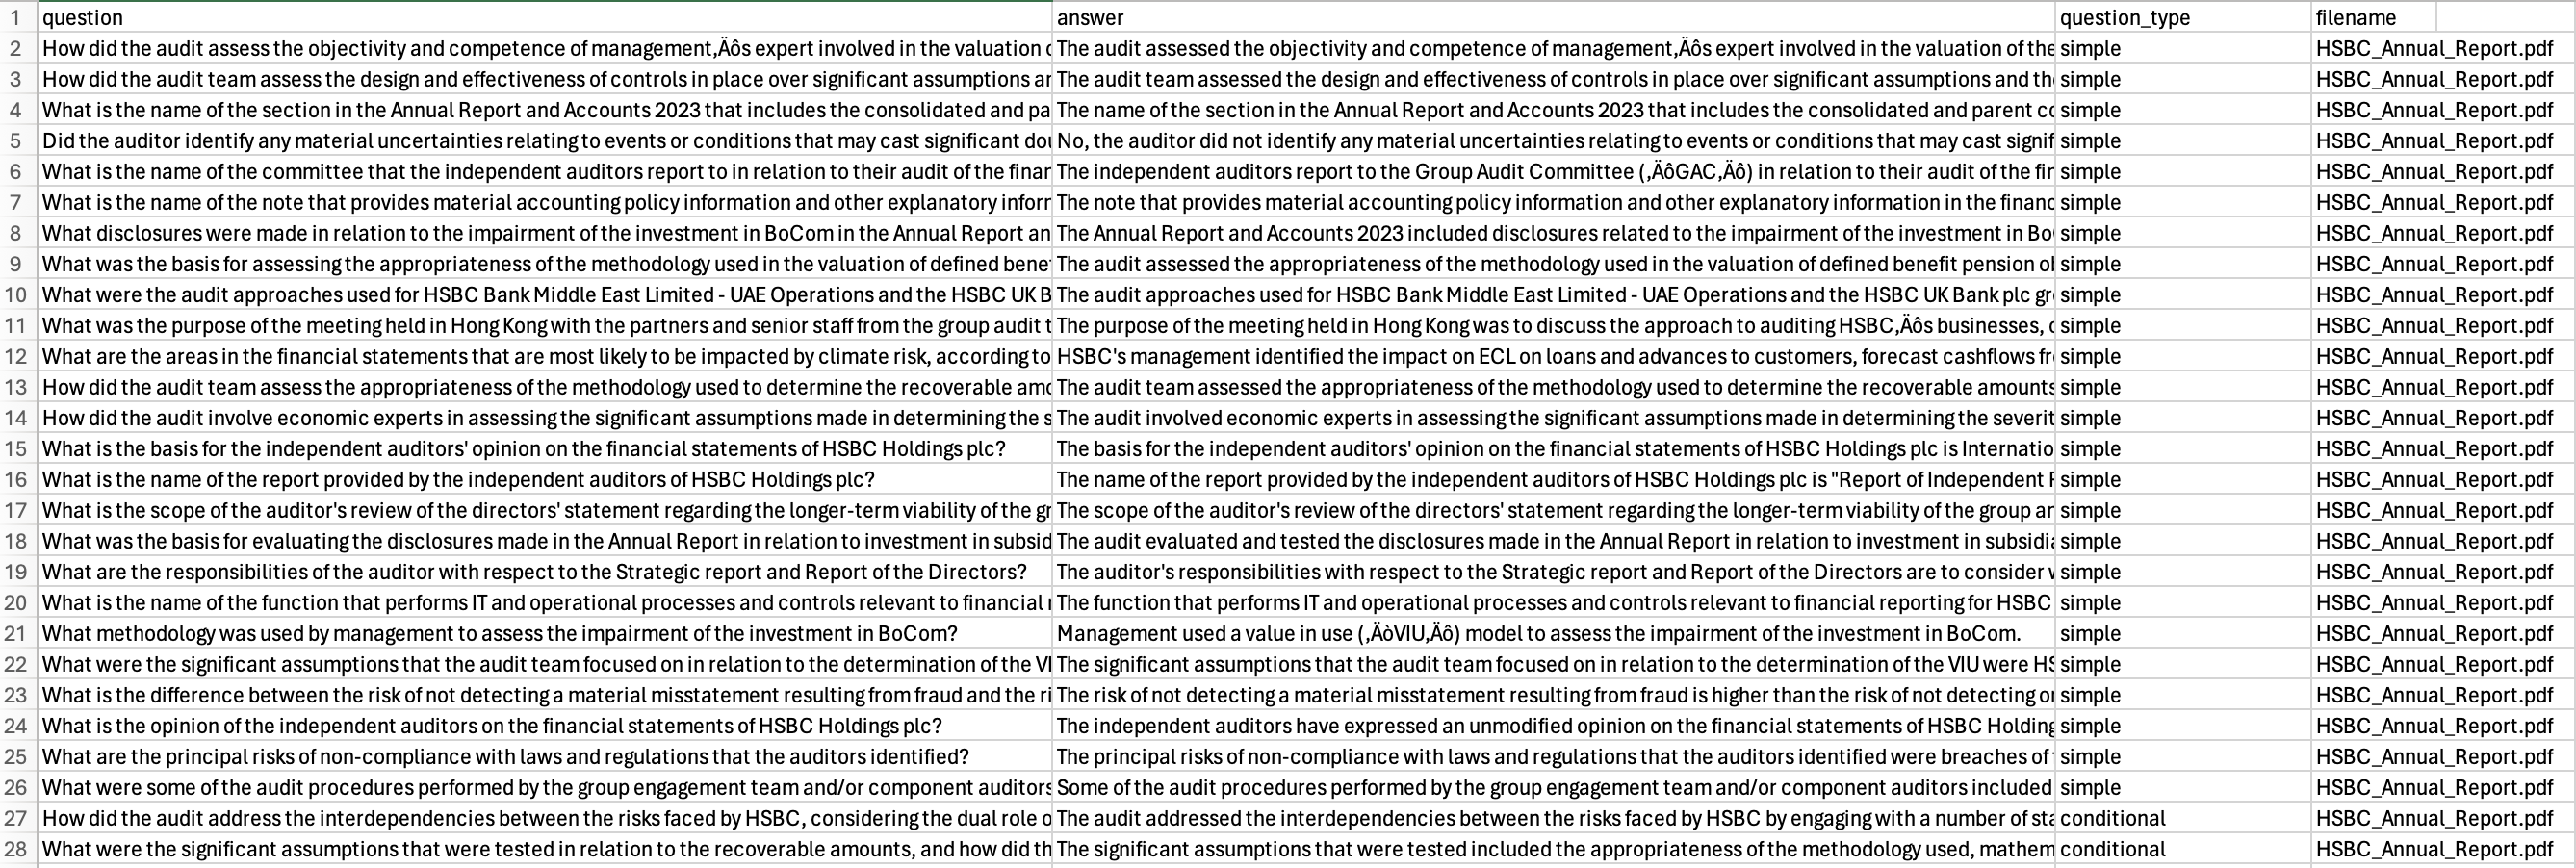 1 question answer question_type filename
2 How did the audit assess the objectivity and competence of management‚Äôs expert involved in the valuation The audit assessed the objectivity and competence of management‚Äôs expert involved in the valuation of the simple HSBC_Annual_Report.pdf
3 How did the audit team assess the design and effectiveness of controls in place over significant assumptions The audit team assessed the design and effectiveness of controls in place over significant assumptions and simple HSBC_Annual_Report.pdf
4 What is the name of the section in the Annual Report and Accounts 2023 that includes the consolidated and The name of the section in the Annual Report and Accounts 2023 that includes the consolidated and parent simple HSBC_Annual_Report.pdf
5 Did the auditor identify any material uncertainties relating to events or conditions that may cast significant No, the auditor did not identify any material uncertainties relating to events or conditions that may cast simple HSBC_Annual_Report.pdf
6 What is the name of the committee that the independent auditors report to in relation to their audit of the The independent auditors report to the Group Audit Committee (‚ÄôGAC‚Äô) in relation to their audit of the simple HSBC_Annual_Report.pdf
7 What is the name of the note that provides material accounting policy information and other explanatory The note that provides material accounting policy information and other explanatory information in the simple HSBC_Annual_Report.pdf
8 What disclosures were made in relation to the impairment of the investment in BoCom in the Annual Report The Annual Report and Accounts 2023 included disclosures related to the impairment of the investment in simple HSBC_Annual_Report.pdf
9 What was the basis for assessing the appropriateness of the methodology used in the valuation of defined The audit assessed the appropriateness of the methodology used in the valuation of defined benefit pension simple HSBC_Annual_Report.pdf
10 What were the audit approaches used for HSBC Bank Middle East Limited - UAE Operations and the HSBC UK The audit approaches used for HSBC Bank Middle East Limited - UAE Operations and the HSBC UK Bank plc simple HSBC_Annual_Report.pdf
11 What was the purpose of the meeting held in Hong Kong with the partners and senior staff from the group audit The purpose of the meeting held in Hong Kong was to discuss the approach to auditing HSBC‚Äôs businesses, simple HSBC_Annual_Report.pdf
12 What are the areas in the financial statements that are most likely to be impacted by climate risk, according to HSBC's management identified the impact on ECL on loans and advances to customers, forecast cashflows simple HSBC_Annual_Report.pdf
13 How did the audit team assess the appropriateness of the methodology used to determine the recoverable The audit team assessed the appropriateness of the methodology used to determine the recoverable amounts simple HSBC_Annual_Report.pdf
14 How did the audit involve economic experts in assessing the significant assumptions made in determining the The audit involved economic experts in assessing the significant assumptions made in determining the simple HSBC_Annual_Report.pdf
15 What is the basis for the independent auditors' opinion on the financial statements of HSBC Holdings plc? The basis for the independent auditors' opinion on the financial statements of HSBC Holdings plc is simple HSBC_Annual_Report.pdf
16 What is the name of the report provided by the independent auditors of HSBC Holdings plc? The name of the report provided by the independent auditors of HSBC Holdings plc is "Report of Independent simple HSBC_Annual_Report.pdf
17 What is the scope of the auditor's review of the directors' statement regarding the longer-term viability of the The scope of the auditor's review of the directors' statement regarding the longer-term viability of the group simple HSBC_Annual_Report.pdf
18 What was the basis for evaluating the disclosures made in the Annual Report in relation to investment in The audit evaluated and tested the disclosures made in the Annual Report in relation to investment in simple HSBC_Annual_Report.pdf
19 What are the responsibilities of the auditor with respect to the Strategic report and Report of the Directors? The auditor's responsibilities with respect to the Strategic report and Report of the Directors are to consider simple HSBC_Annual_Report.pdf
20 What is the name of the function that performs IT and operational processes and controls relevant to financial The function that performs IT and operational processes and controls relevant to financial reporting for HSBC simple HSBC_Annual_Report.pdf
21 What methodology was used by management to assess the impairment of the investment in BoCom? Management used a value in use (‚ÄòVIU‚Äô) model to assess the impairment of the investment in BoCom. simple HSBC_Annual_Report.pdf
22 What were the significant assumptions that the audit team focused on in relation to the determination of the The significant assumptions that the audit team focused on in relation to the determination of the VIU were simple HSBC_Annual_Report.pdf
23 What is the difference between the risk of not detecting a material misstatement resulting from fraud and the The risk of not detecting a material misstatement resulting from fraud is higher than the risk of not detecting simple HSBC_Annual_Report.pdf
24 What is the opinion of the independent auditors on the financial statements of HSBC Holdings plc? The independent auditors have expressed an unmodified opinion on the financial statements of HSBC simple HSBC_Annual_Report.pdf
25 What are the principal risks of non-compliance with laws and regulations that the auditors identified? The principal risks of non-compliance with laws and regulations that the auditors identified were breaches of simple HSBC_Annual_Report.pdf
26 What were some of the audit procedures performed by the group engagement team and/or component auditors Some of the audit procedures performed by the group engagement team and/or component auditors included simple HSBC_Annual_Report.pdf
27 How did the audit address the interdependencies between the risks faced by HSBC, considering the dual role The audit addressed the interdependencies between the risks faced by HSBC by engaging with a number of conditional HSBC_Annual_Report.pdf
28 What were the significant assumptions that were tested in relation to the recoverable amounts, and how did The significant assumptions that were tested included the appropriateness of the methodology used, conditional HSBC_Annual_Report.pdf